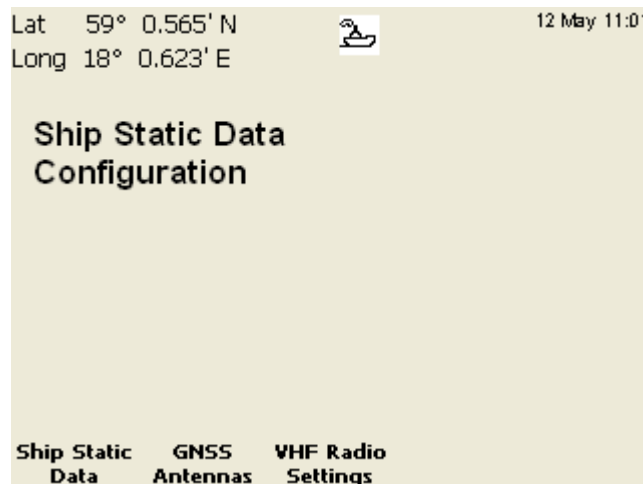 Lat 59° 0.565' N
12 May 11:01
Long 18° 0.623' E
Ship Static Data
Configuration
Ship Static GNSS VHF Radio
Data Antennas Settings